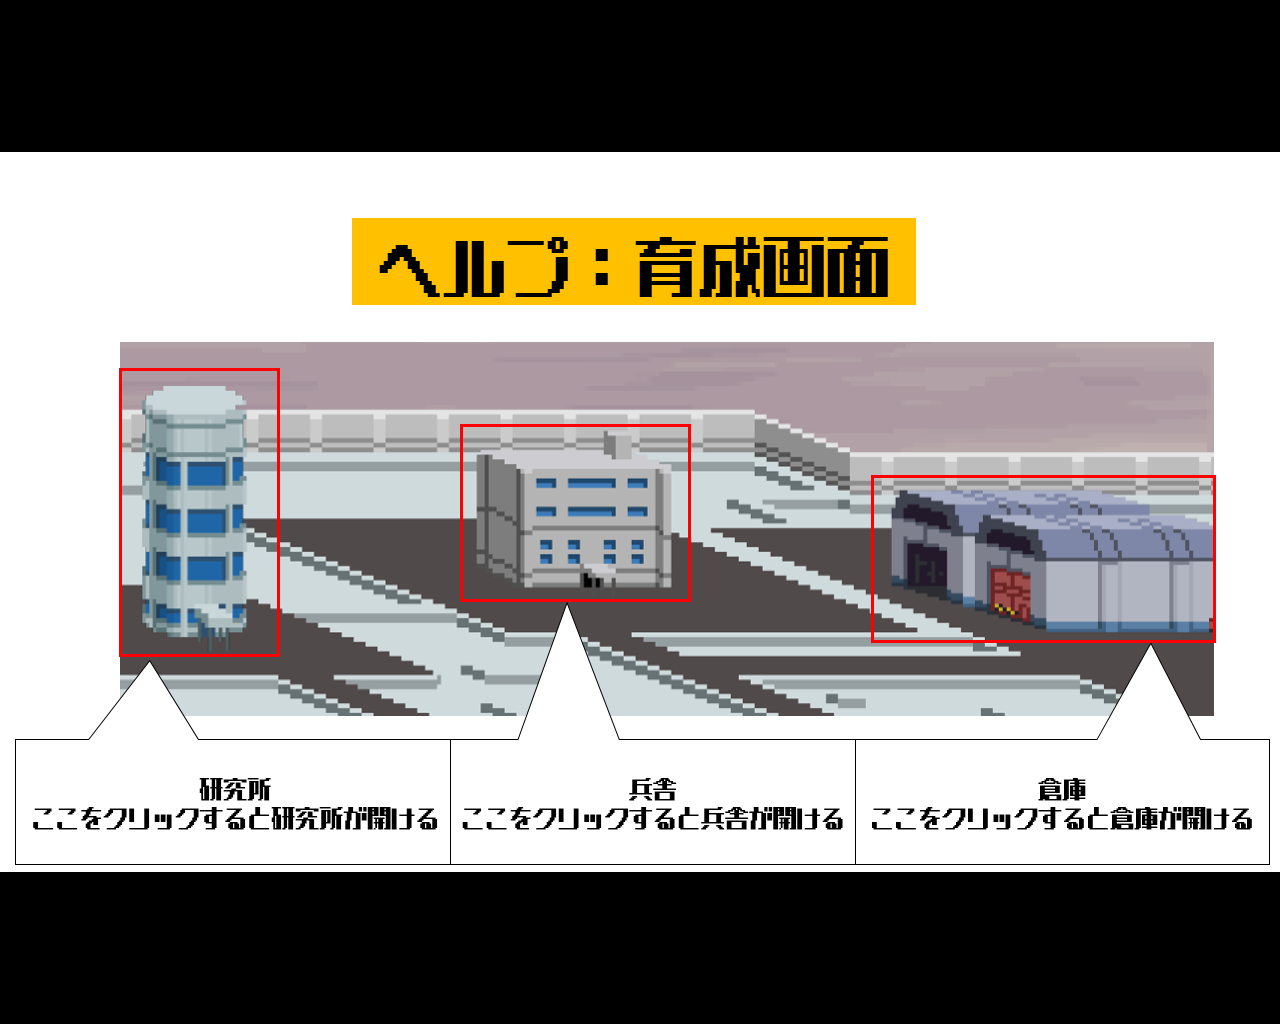 ヘルプ：育成画面
研究所
ここをクリックすると研究所が開ける
兵舎
ここをクリックすると兵舎が開ける
倉庫
ここをクリックすると倉庫が開ける